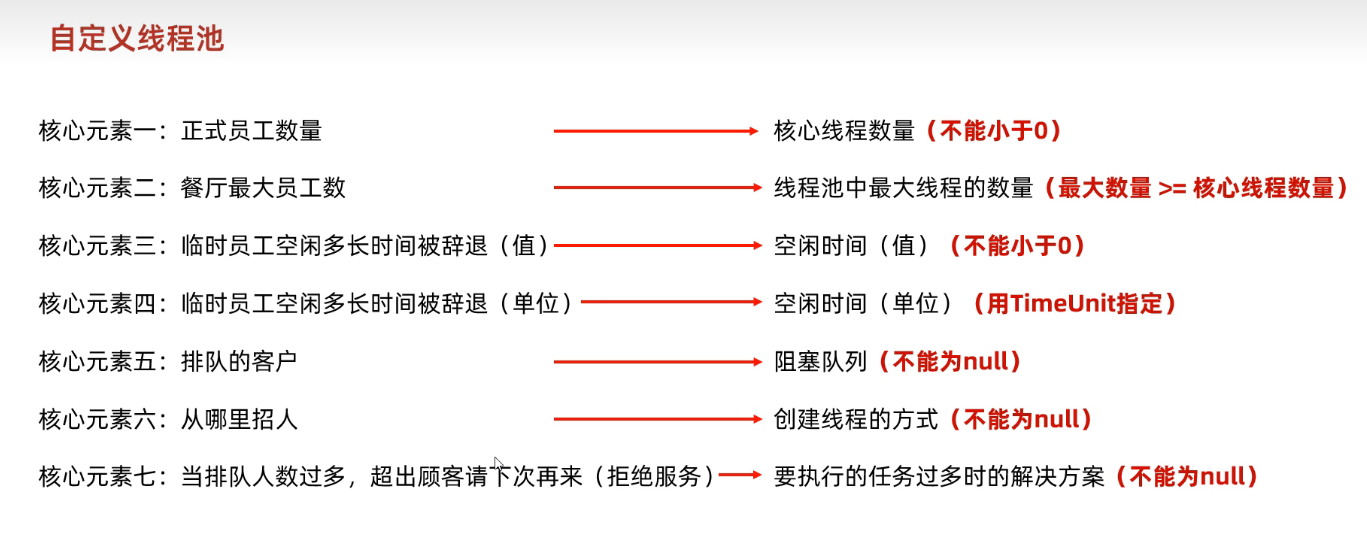 自定义线程池
核心元素一：正式员工数量 核心线程数量（不能小于0）
核心元素二：餐厅最大员工数 线程池中最大线程的数量（最大数量 >= 核心线程数量）
核心元素三：临时员工空闲多长时间被辞退（值） 空闲时间（值）（不能小于0）
核心元素四：临时员工空闲多长时间被辞退（单位） 空闲时间（单位）（用TimeUnit指定）
核心元素五：排队的客户 阻塞队列（不能为null）
核心元素六：从哪里招人 创建线程的方式（不能为null）
核心元素七：当排队人数过多，超出顾客请下次再来（拒绝服务） 要执行的任务过多时的解决方案（不能为null）